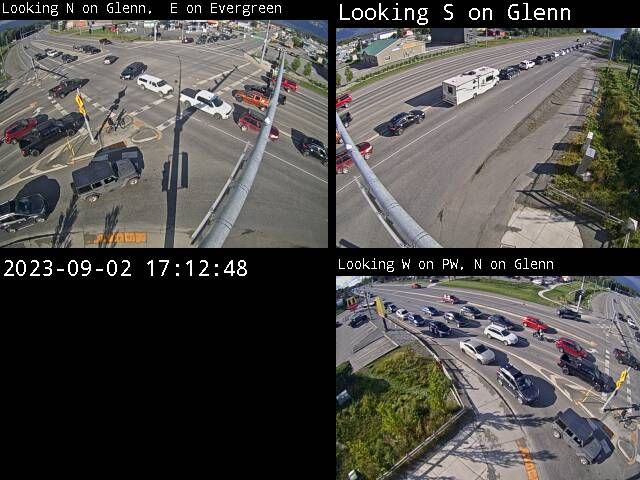 Looking N on Glenn, E on Evergreen
Looking S on Glenn
2023-09-02 17:12:48
Looking W on PW, N on Glenn